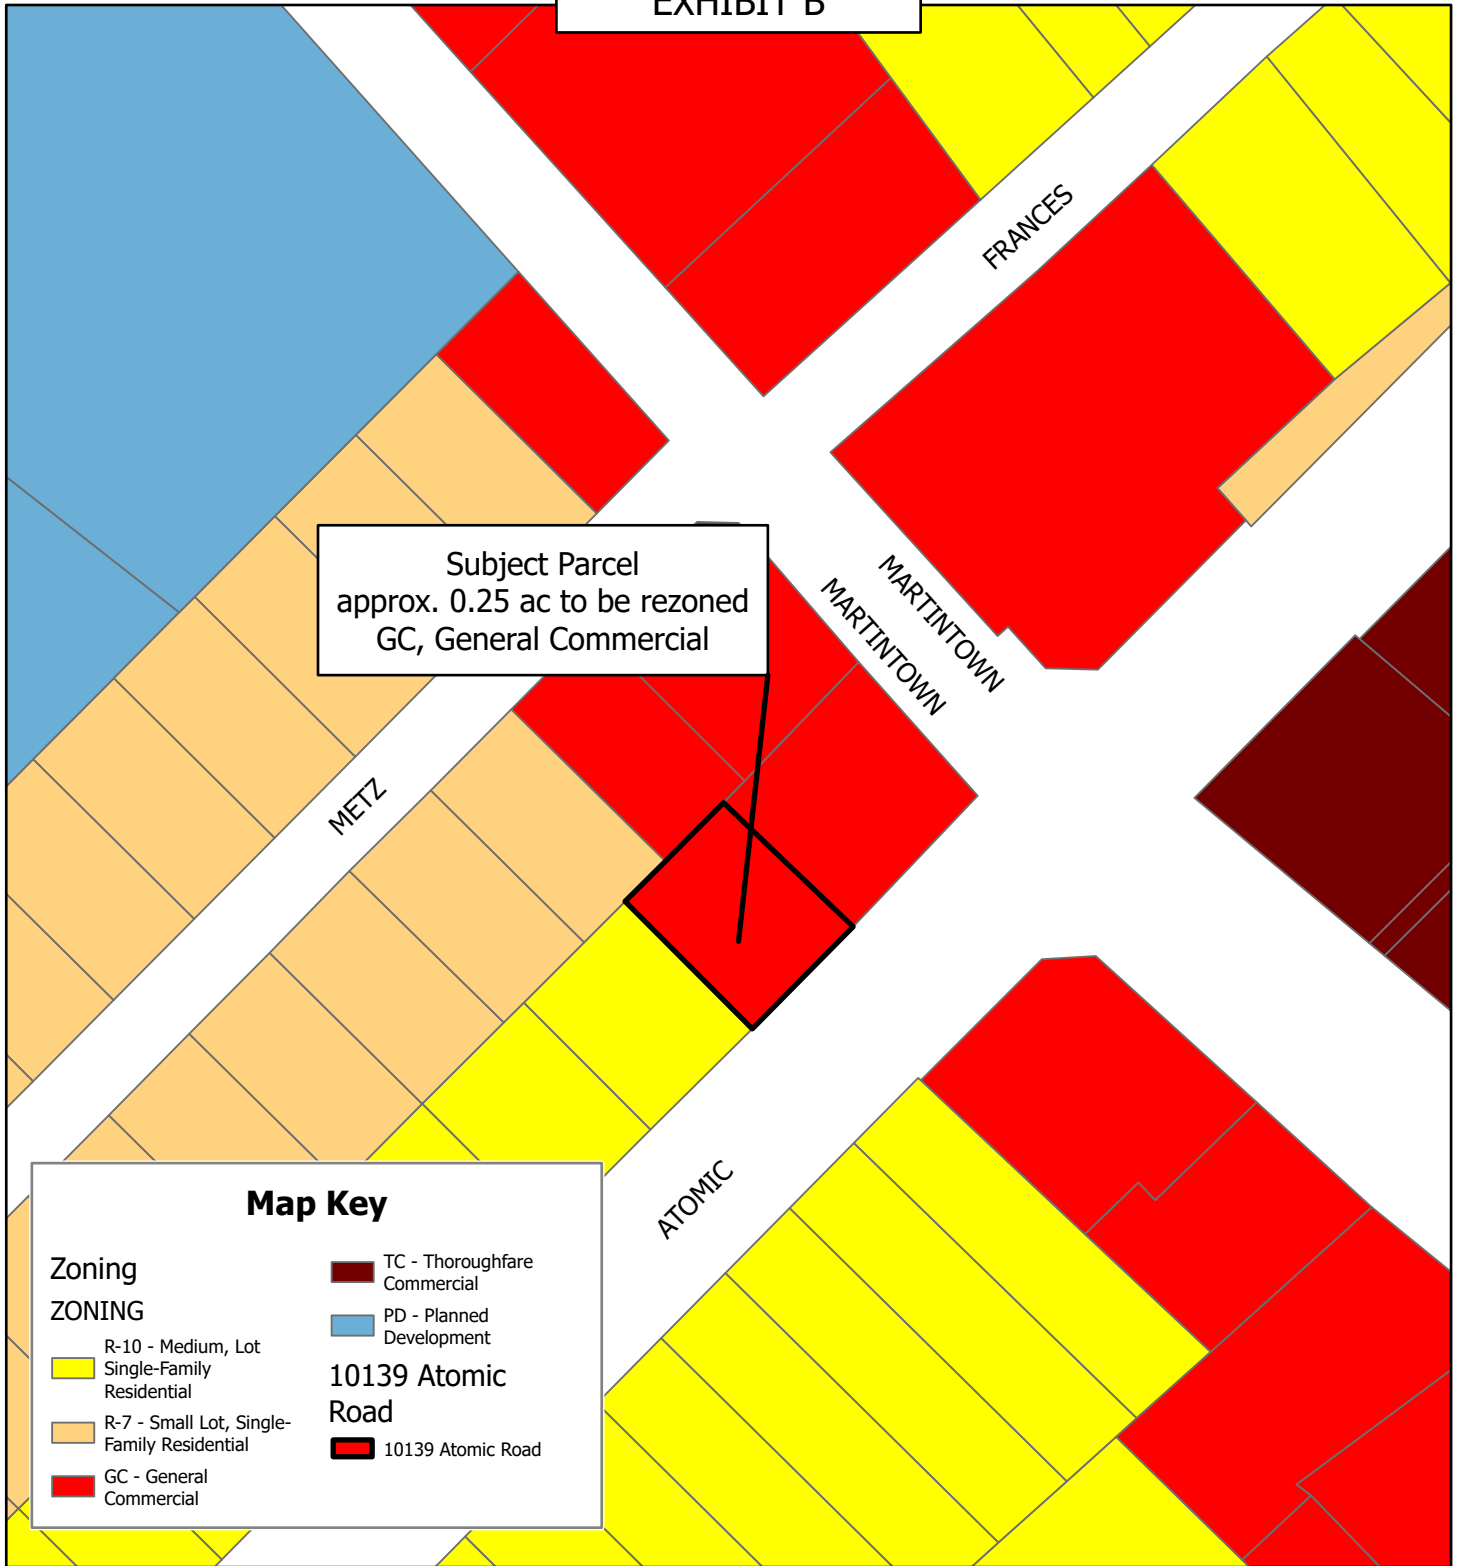 EXHIBIT B
FRANCES
Subject Parcel
approx. 0.25 ac to be rezoned
GC, General Commercial
MARTINTOWN
MARTINTOWN
METZ
ATOMIC
Map Key
Zoning
ZONING
R-10 - Medium, Lot
Single-Family
Residential
R-7 - Small Lot, Single-
Family Residential
GC - General
Commercial
TC - Thoroughfare
Commercial
PD - Planned
Development
10139 Atomic
Road
10139 Atomic Road